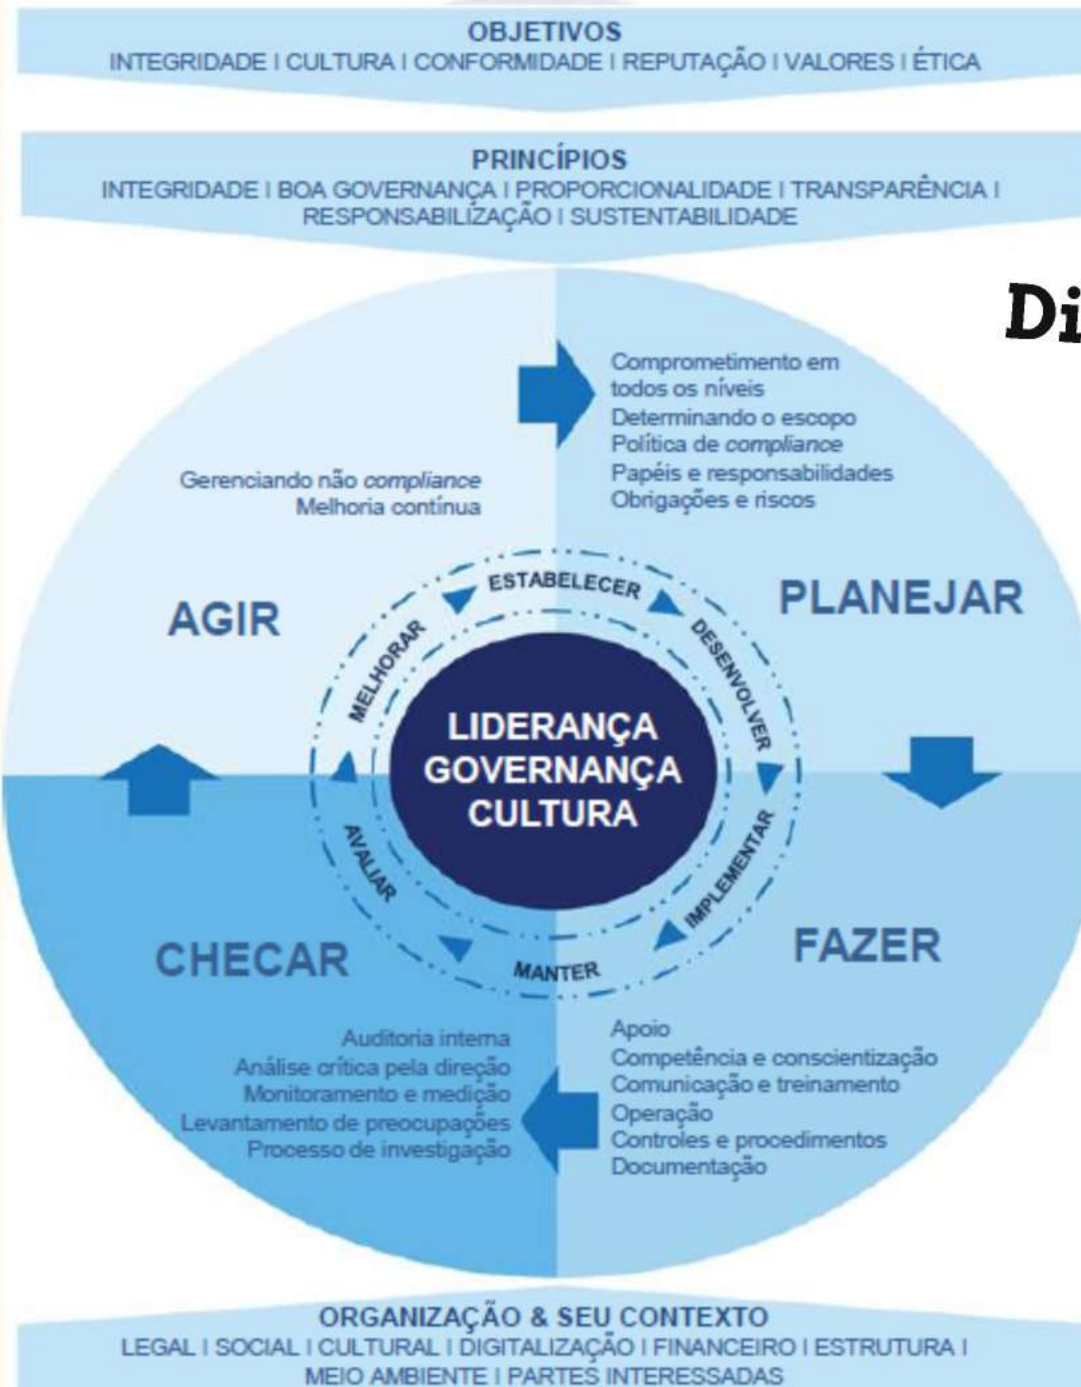 OBJETIVOS
INTEGRIDADE I CULTURA I CONFORMIDADE I REPUTAÇÃO I VALORES I ÉTICA
PRINCÍPIOS
INTEGRIDADE I BOA GOVERNANÇA I PROPORCIONALIDADE I TRANSPARÊNCIA I
RESPONSABILIZAÇÃO I SUSTENTABILIDADE
Di
Comprometimento em
todos os níveis
Determinando o escopo
Política de compliance
Papéis e responsabilidades
Obrigações e riscos
Gerenciando não compliance
Melhoria contínua
AGIR
PLANEJAR
ESTABELECER
DESENVOLVER
IMPLEMENTAR
MANTER
AVALIAR
MELHORAR
LIDERANÇA
GOVERNANÇA
CULTURA
CHECAR
FAZER
Auditoria interna
Análise crítica pela direção
Monitoramento e medição
Levantamento de preocupações
Processo de investigação
Apoio
Competência e conscientização
Comunicação e treinamento
Operação
Controles e procedimentos
Documentação
ORGANIZAÇÃO & SEU CONTEXTO
LEGAL I SOCIAL I CULTURAL I DIGITALIZAÇÃO I FINANCEIRO I ESTRUTURA I
MEIO AMBIENTE I PARTES INTERESSADAS